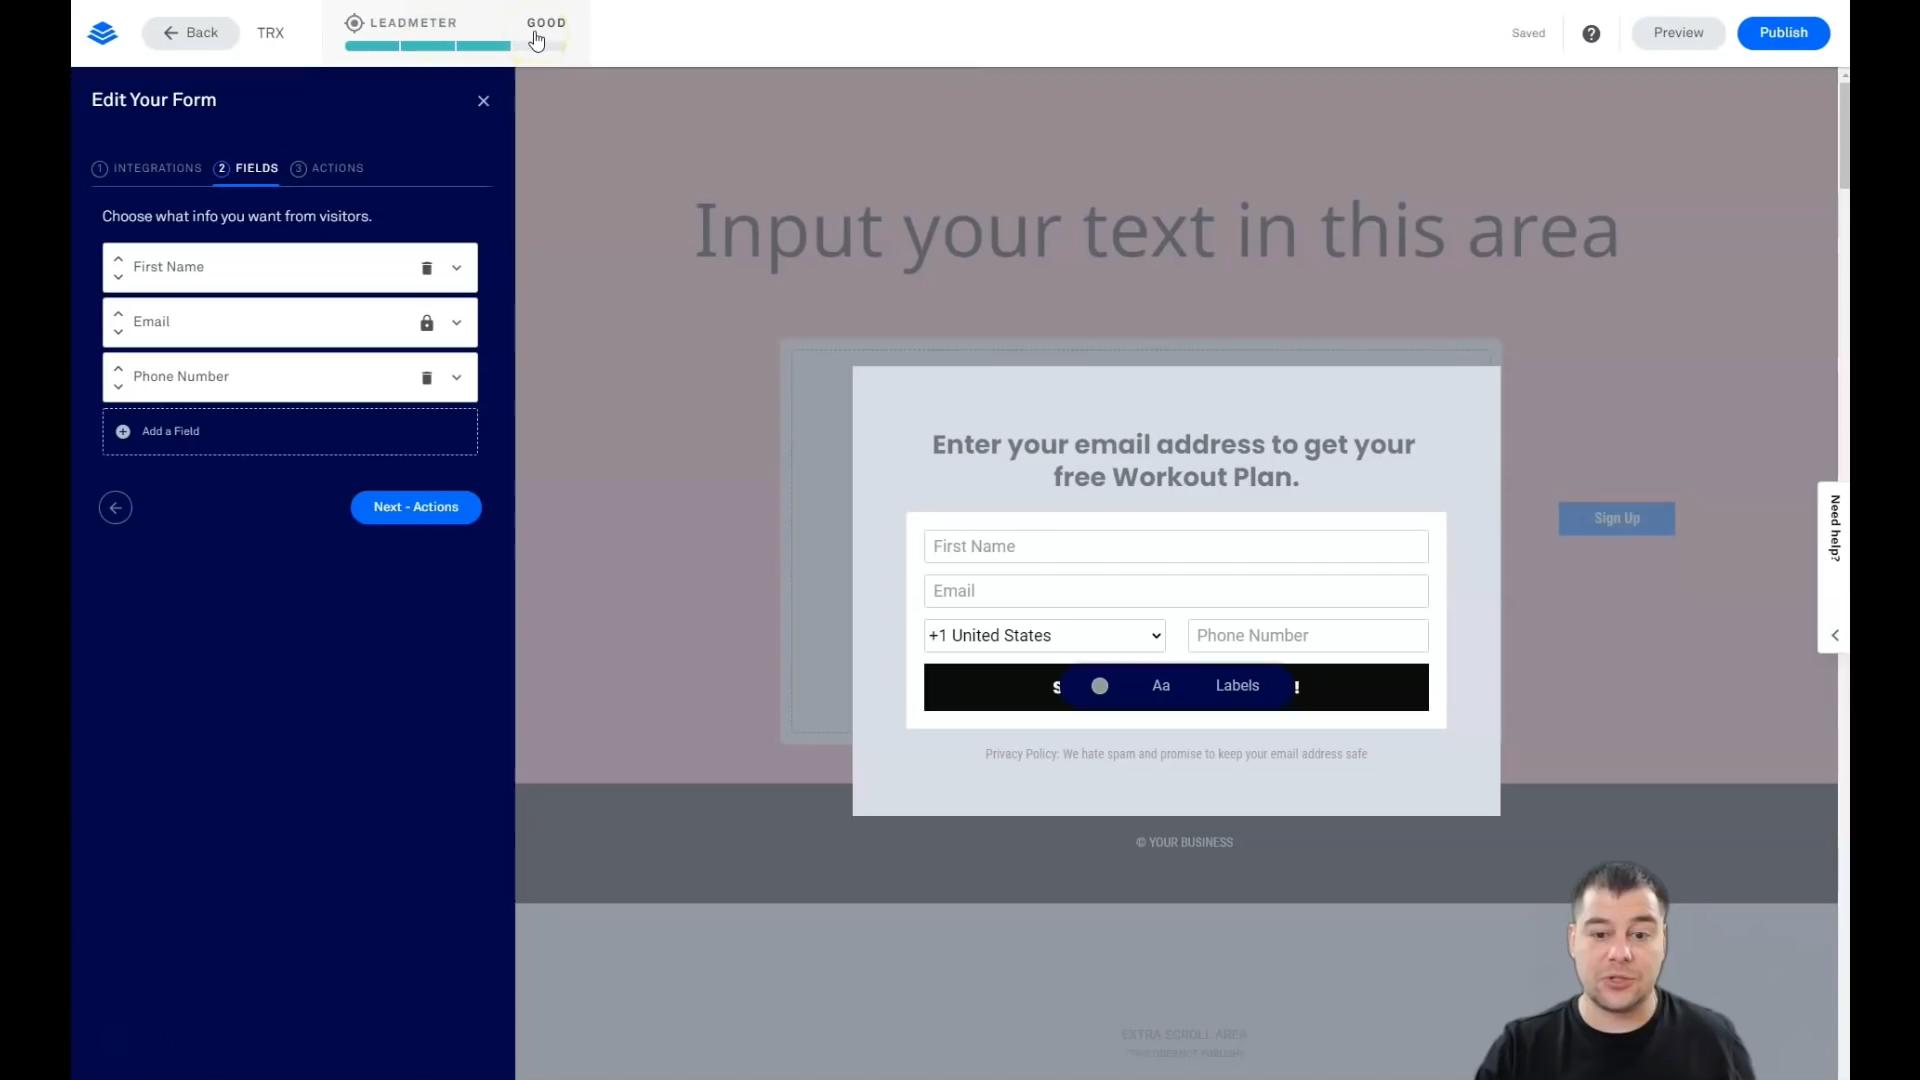 Back
TRX
LEADMETER
GOOD
Saved
Preview
Publish
Edit Your Form
1 INTEGRATIONS
2 FIELDS
3 ACTIONS
Choose what info you want from visitors.
First Name
Email
Phone Number
Add a Field
Next - Actions
Input your text in this area
Enter your email address to get your
free Workout Plan.
First Name
Email
+1 United States
Phone Number
S
Aa
Labels
!
Privacy Policy: We hate spam and promise to keep your email address safe
Sign Up
Need help?
© YOUR BUSINESS
EXTRA SCROLL AREA